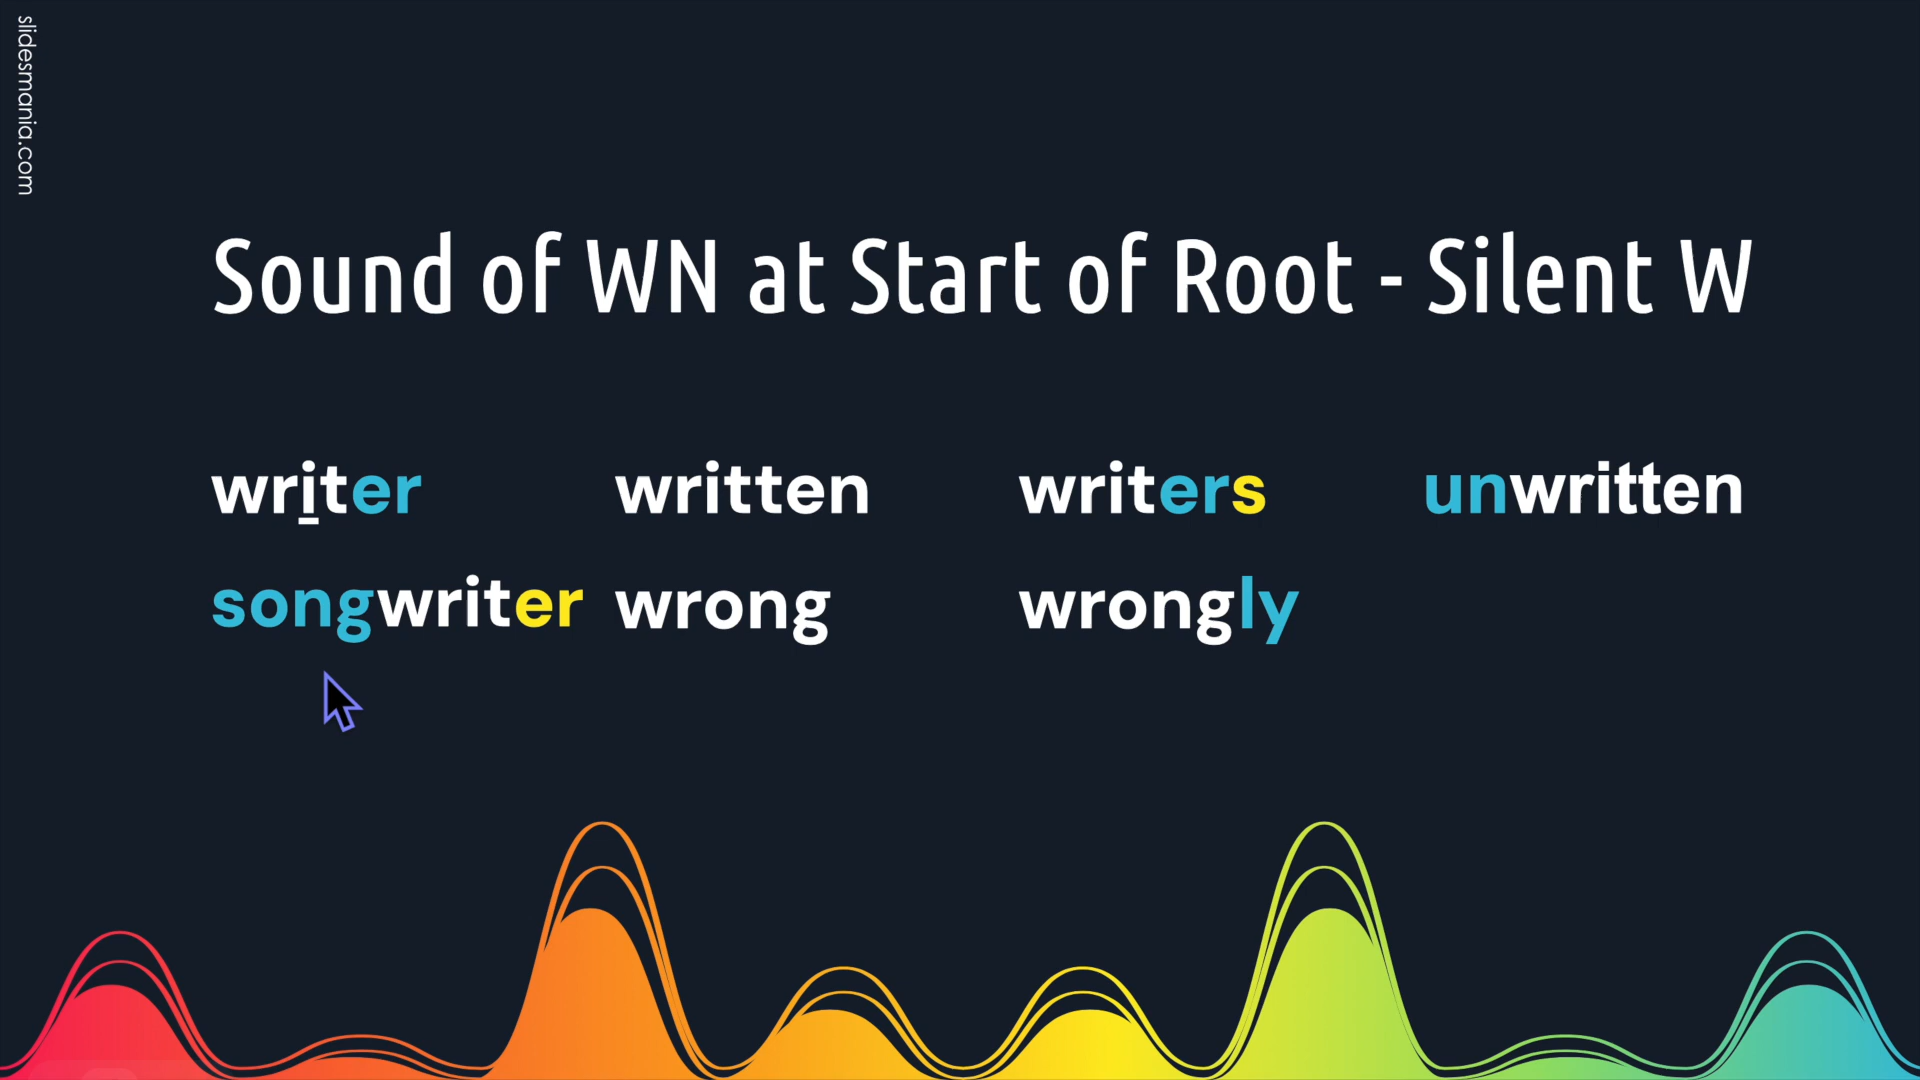 slidesmania.com
Sound of WN at Start of Root - Silent W
writer written writers unwritten
songwriter wrong wrongly